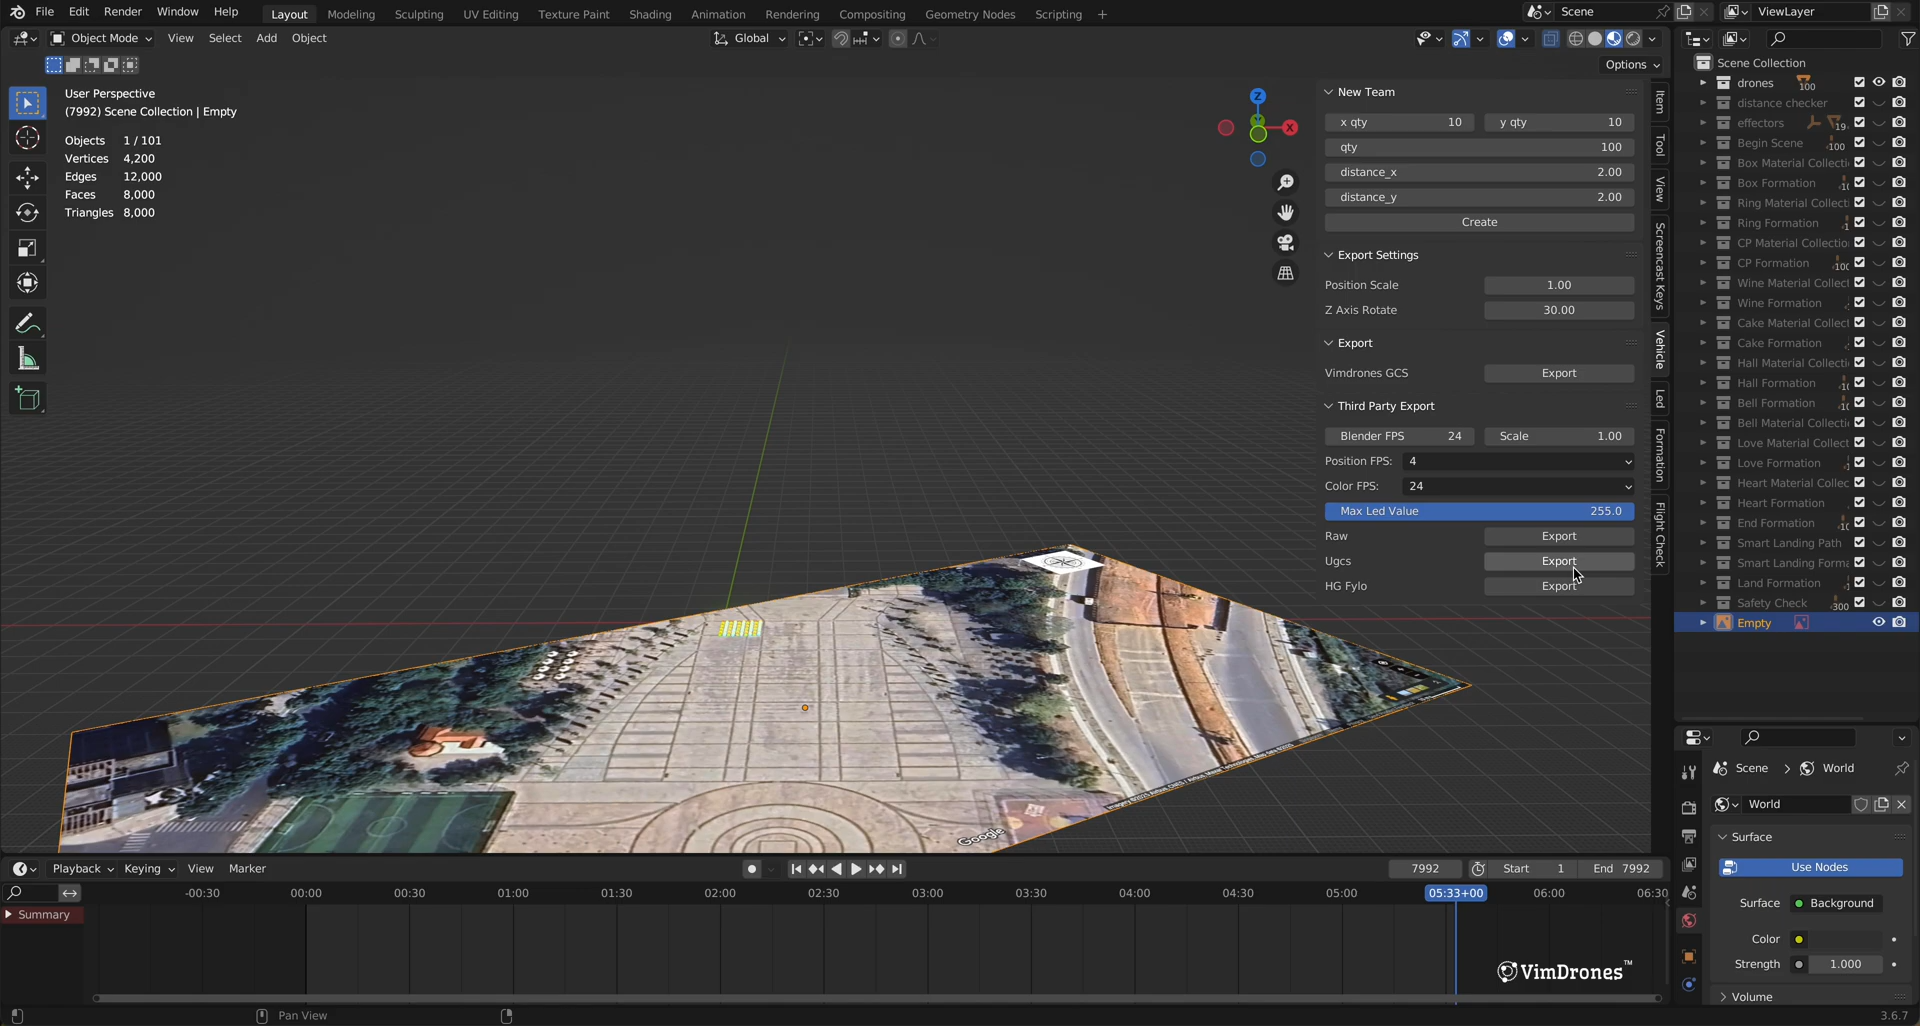 File Edit Render Window Help Layout Modeling Sculpting UV Editing Texture Paint Shading Animation Rendering Compositing Geometry Nodes Scripting + Scene ViewLayer
Object Mode View Select Add Object Global
Options
User Perspective
(7992) Scene Collection | Empty
Objects 1 / 101
Vertices 4,200
Edges 12,000
Faces 8,000
Triangles 8,000
Z
X
New Team
x qty 10 y qty 10
qty 100
distance_x 2.00
distance_y 2.00
Create
Export Settings
Position Scale 1.00
Z Axis Rotate 30.00
Export
Vimdrones GCS Export
Third Party Export
Blender FPS 24 Scale 1.00
Position FPS: 4
Color FPS: 24
Max Led Value 255.0
Raw Export
Ugcs Export
HG Fylo Export
Item
Tool
View
Screencast Keys
Vehicle
Led
Formation
Flight Check
Scene Collection
drones 100
distance checker
effectors 19
Begin Scene 100
Box Material Collecti
Box Formation
Ring Material Collect
Ring Formation
CP Material Collectio
CP Formation 100
Wine Material Collec
Wine Formation
Cake Material Collect
Cake Formation
Hall Material Collecti
Hall Formation
Bell Formation
Bell Material Collecti
Love Material Collect
Love Formation
Heart Material Collec
Heart Formation
End Formation
Smart Landing Path
Smart Landing Forma
Land Formation
Safety Check 300
Empty
Google
Scene > World
World
Surface
Use Nodes
Surface Background
Color
Strength 1.000
Volume
Playback Keying View Marker 7992 Start 1 End 7992
-00:30 00:00 00:30 01:00 01:30 02:00 02:30 03:00 03:30 04:00 04:30 05:00 05:33+00 06:00 06:30
Summary
VimDrones™
Pan View 3.6.7